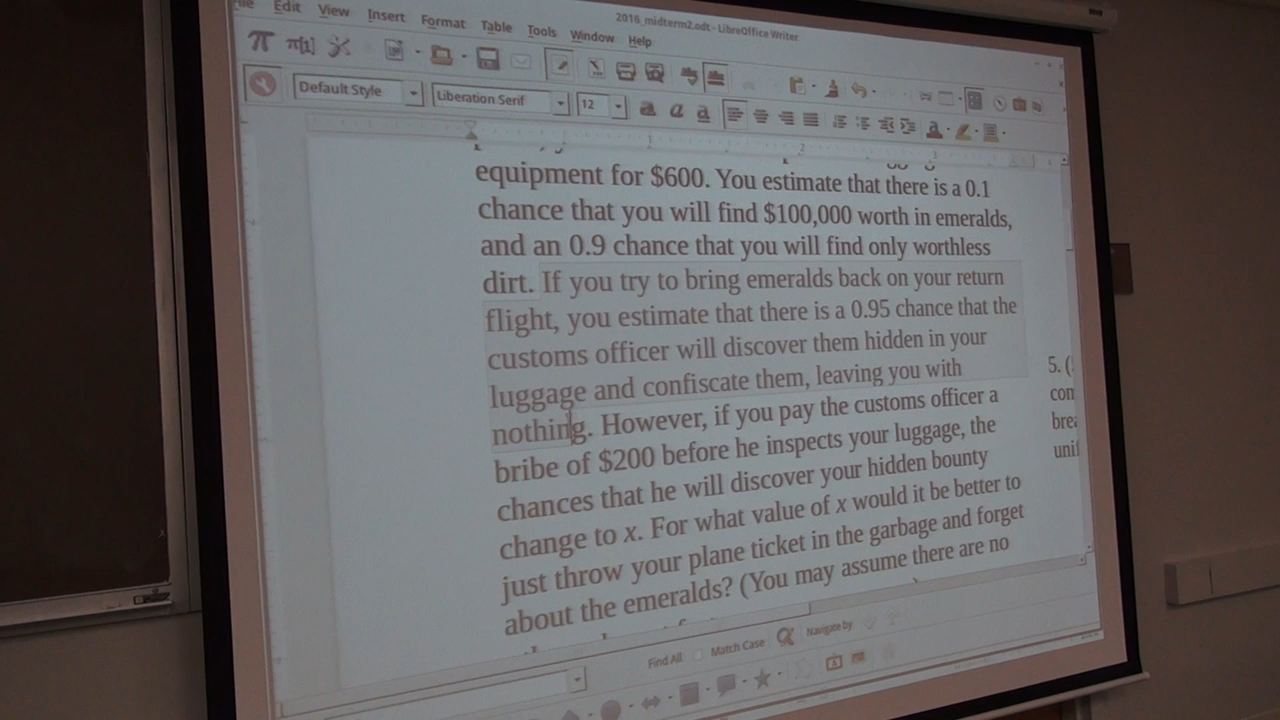 Edit View Insert Format Table Tools Window Help
2016_midterm2.odt - LibreOffice Writer
Default Style
Liberation Serif
12
equipment for $600. You estimate that there is a 0.1
chance that you will find $100,000 worth in emeralds,
and an 0.9 chance that you will find only worthless
dirt. If you try to bring emeralds back on your return
flight, you estimate that there is a 0.95 chance that the
customs officer will discover them hidden in your
luggage and confiscate them, leaving you with
nothing. However, if you pay the customs officer a
bribe of $200 before he inspects your luggage, the
chances that he will discover your hidden bounty
change to x. For what value of x would it be better to
just throw your plane ticket in the garbage and forget
about the emeralds? (You may assume there are no
5. (
Find All Match Case Navigate by